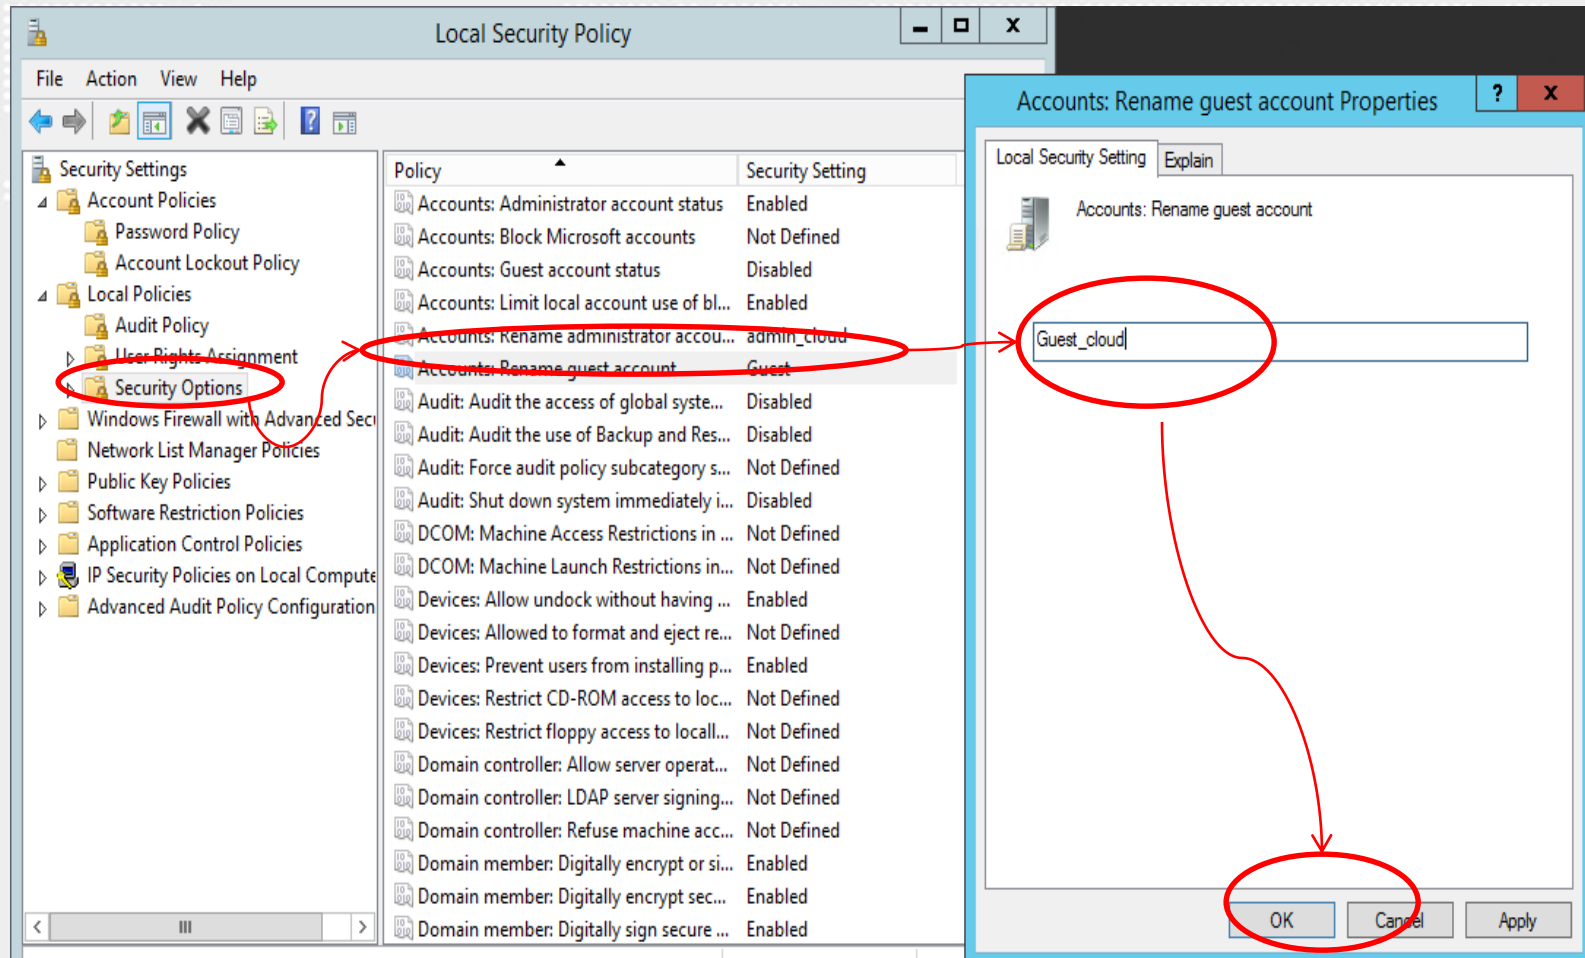 Local Security Policy
File Action View Help
Security Settings
Account Policies
Password Policy
Account Lockout Policy
Local Policies
Audit Policy
User Rights Assignment
Security Options
Windows Firewall with Advanced Secu
Network List Manager Policies
Public Key Policies
Software Restriction Policies
Application Control Policies
IP Security Policies on Local Compute
Advanced Audit Policy Configuration
Policy Security Setting
Accounts: Administrator account status Enabled
Accounts: Block Microsoft accounts Not Defined
Accounts: Guest account status Disabled
Accounts: Limit local account use of bl... Enabled
Accounts: Rename administrator accou... admin_cloud
Accounts: Rename guest account Guest
Audit: Audit the access of global syste... Disabled
Audit: Audit the use of Backup and Res... Disabled
Audit: Force audit policy subcategory s... Not Defined
Audit: Shut down system immediately i... Disabled
DCOM: Machine Access Restrictions in ... Not Defined
DCOM: Machine Launch Restrictions in... Not Defined
Devices: Allow undock without having ... Enabled
Devices: Allowed to format and eject re... Not Defined
Devices: Prevent users from installing p... Enabled
Devices: Restrict CD-ROM access to loc... Not Defined
Devices: Restrict floppy access to locall... Not Defined
Domain controller: Allow server operat... Not Defined
Domain controller: LDAP server signing... Not Defined
Domain controller: Refuse machine acc... Not Defined
Domain member: Digitally encrypt or si... Enabled
Domain member: Digitally encrypt sec... Enabled
Domain member: Digitally sign secure ... Enabled
Accounts: Rename guest account Properties
Local Security Setting Explain
Accounts: Rename guest account
Guest_cloud
OK Cancel Apply